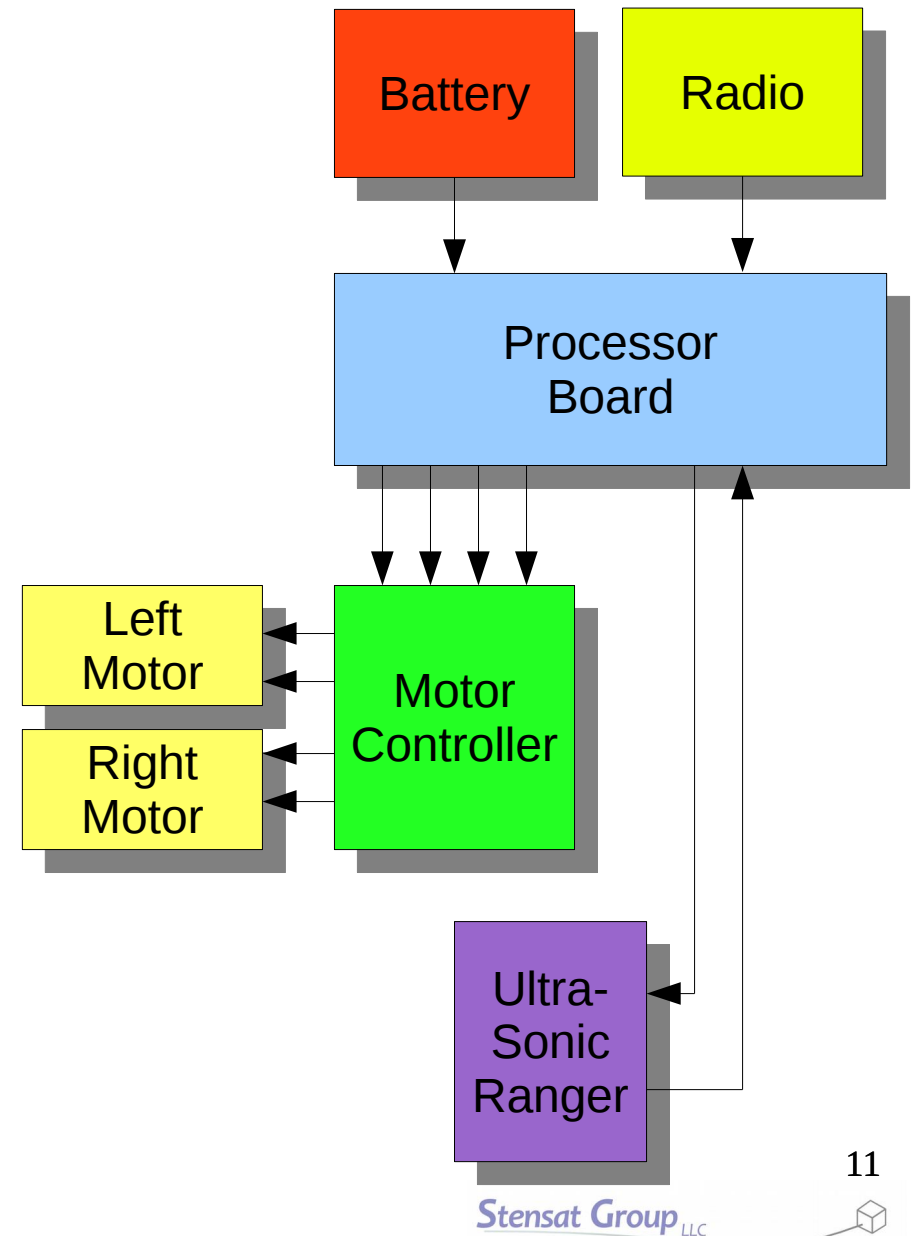 Battery
Radio
Processor
Board
Left
Motor
Right
Motor
Motor
Controller
Ultra-
Sonic
Ranger
11
Stensat Group LLC